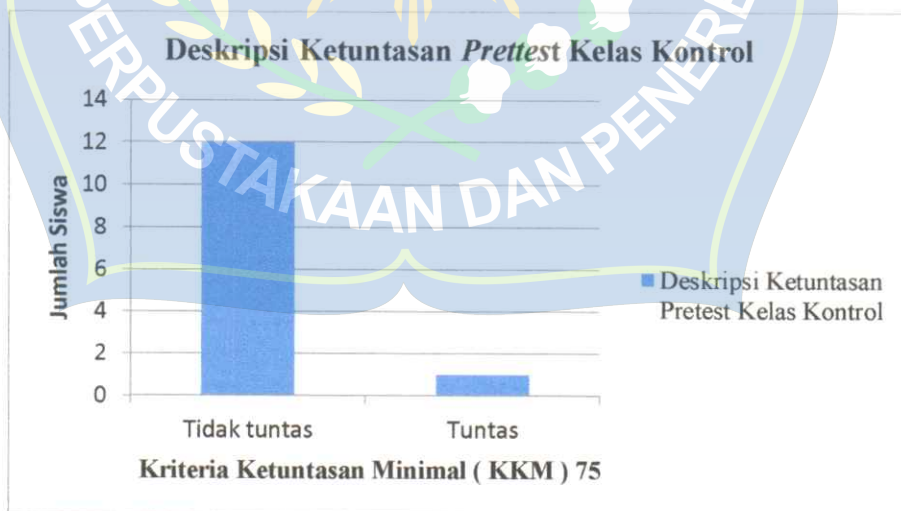 Deskripsi Ketuntasan Prettest Kelas Kontrol
14
12
10
8
6
4
2
0
Jumlah Siswa
Tidak tuntas
Tuntas
Kriteria Ketuntasan Minimal ( KKM ) 75
Deskripsi Ketuntasan
Pretest Kelas Kontrol
PERPUSTAKAAN DAN PENER